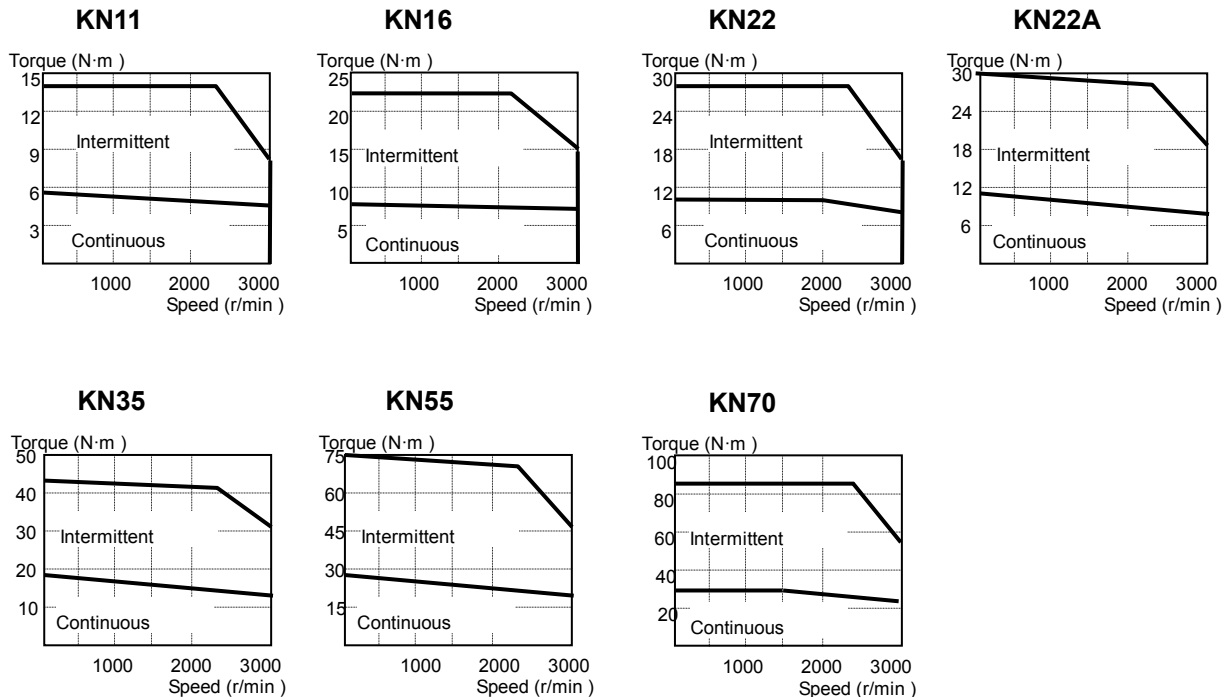 KN11
KN16
KN22
KN22A
Torque (N·m )
Torque (N·m )
Torque (N·m )
Torque (N·m )
15
12
9
6
3
Intermittent
Continuous
1000
2000
3000
Speed (r/min )
25
20
15
10
5
Intermittent
Continuous
1000
2000
3000
Speed (r/min )
30
24
18
12
6
Intermittent
Continuous
1000
2000
3000
Speed (r/min )
30
24
18
12
6
Intermittent
Continuous
1000
2000
3000
Speed (r/min )
KN35
KN55
KN70
Torque (N·m )
Torque (N·m )
Torque (N·m )
50
40
30
20
10
Intermittent
Continuous
1000
2000
3000
Speed (r/min )
75
60
45
30
15
Intermittent
Continuous
1000
2000
3000
Speed (r/min )
100
80
60
40
20
Intermittent
Continuous
1000
2000
3000
Speed (r/min )